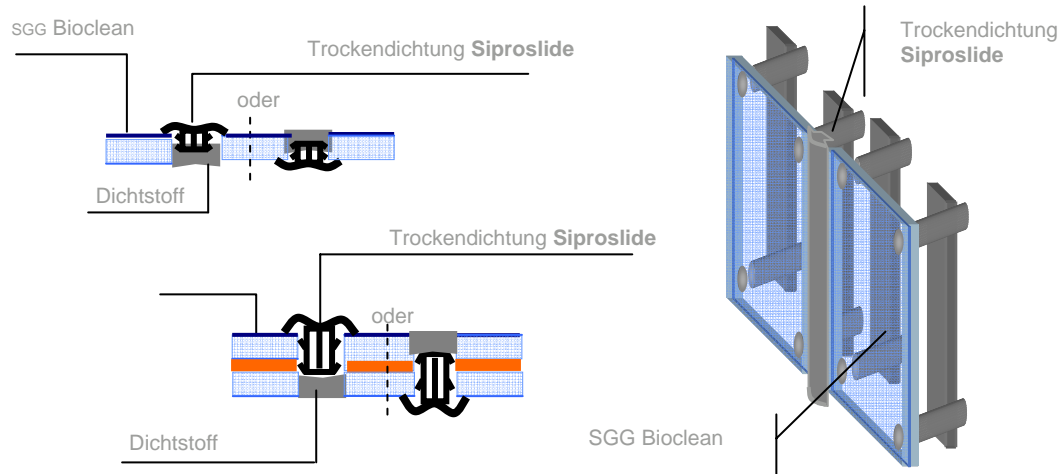 SGG Bioclean
Trockendichtung Siproslide
oder
Dichtstoff
Trockendichtung Siproslide
oder
Dichtstoff
Trockendichtung
Siproslide
SGG Bioclean